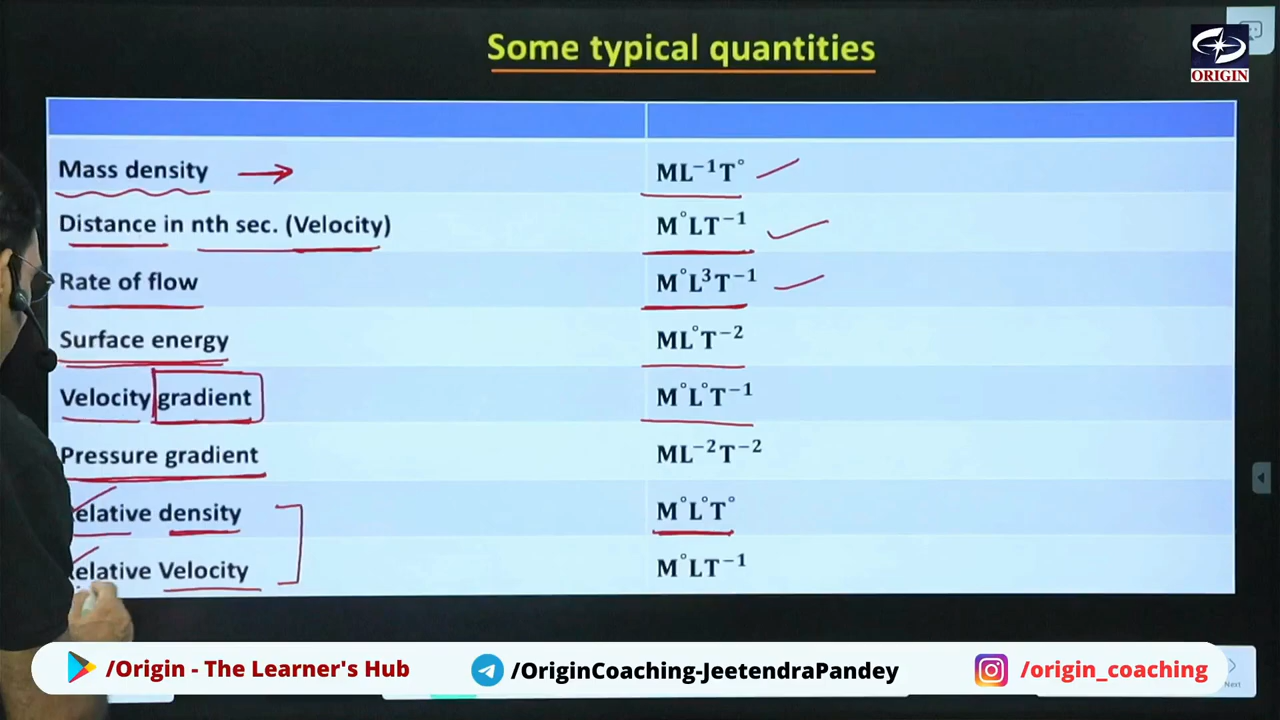 Some typical quantities
ORIGIN
Mass density → ML⁻¹T°
Distance in nth sec. (Velocity) M°LT⁻¹
Rate of flow M°L³T⁻¹
Surface energy ML°T⁻²
Velocity gradient M°L°T⁻¹
Pressure gradient ML⁻²T⁻²
elative density M°L°T°
elative Velocity M°LT⁻¹
/Origin - The Learner's Hub /OriginCoaching-JeetendraPandey /origin_coaching
Next